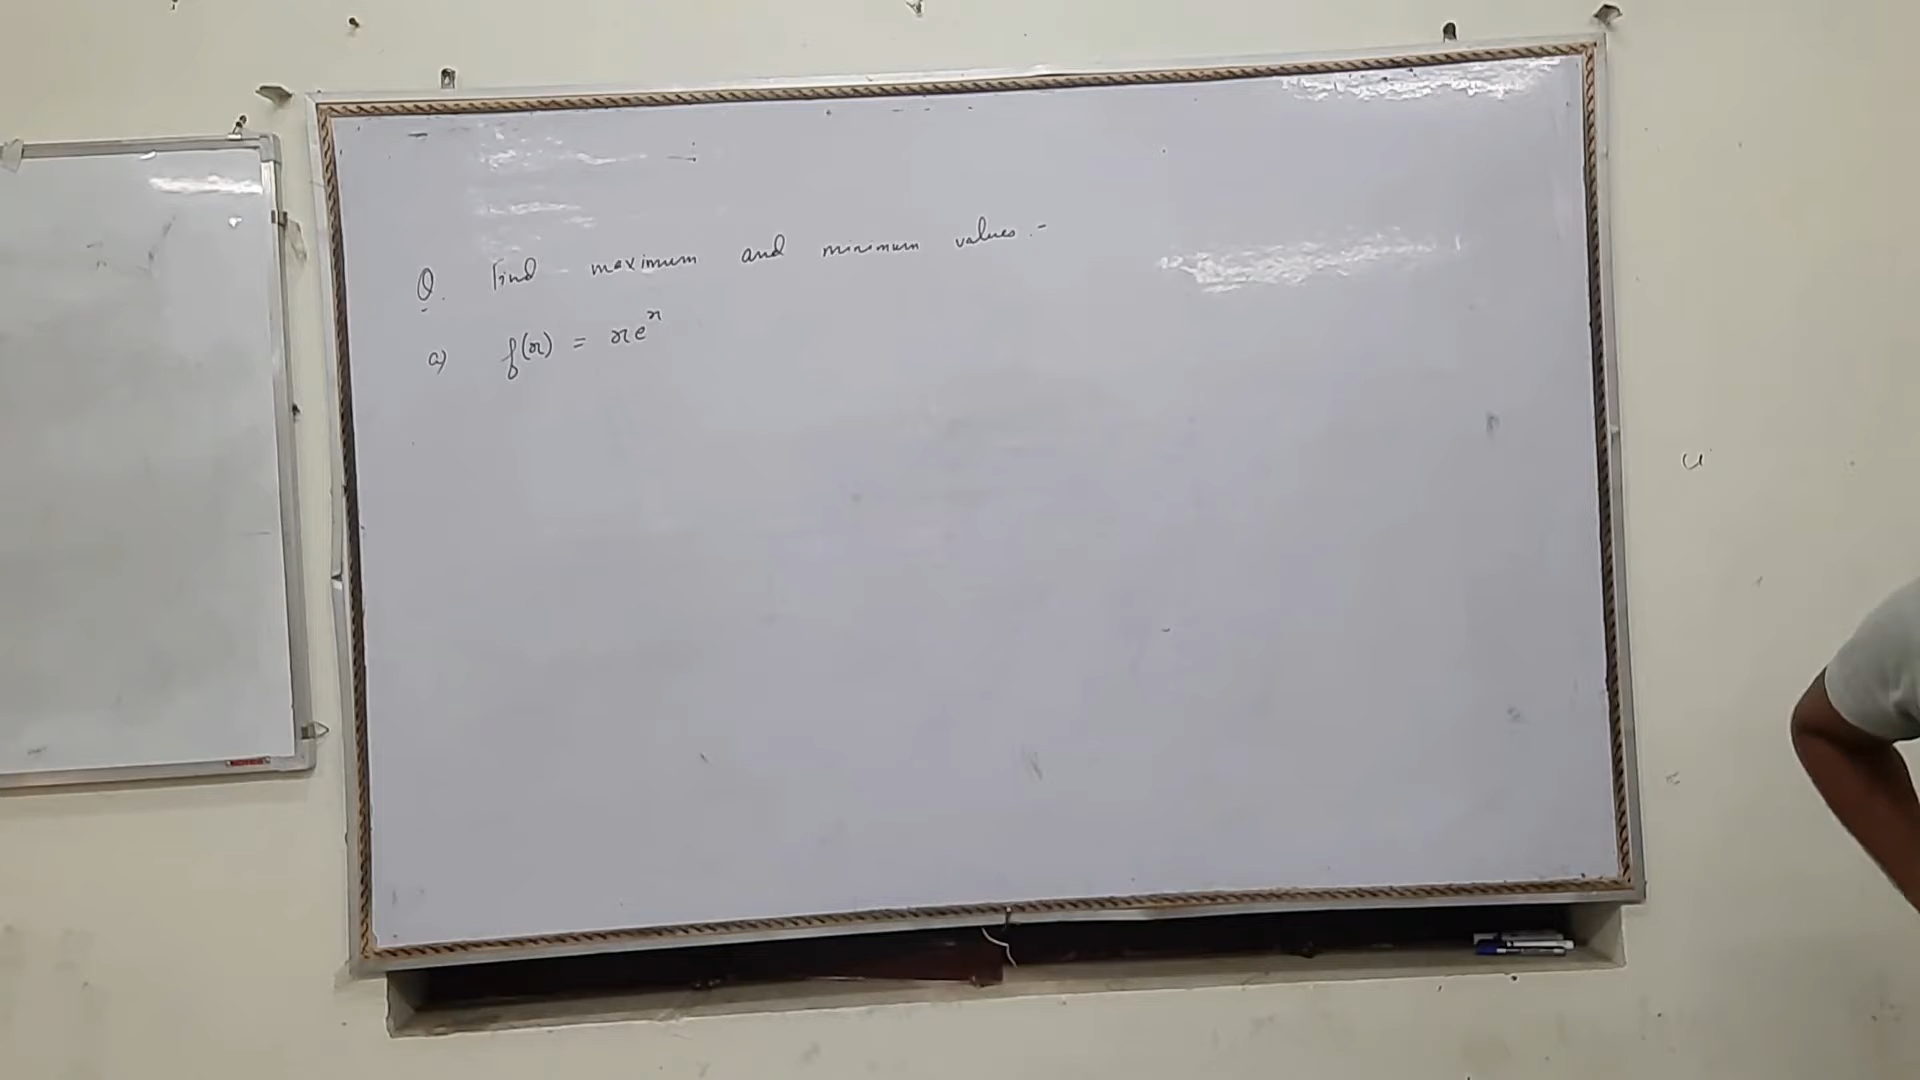 Q. Find maximum and minimum values :-
a) f(x) = xe^x